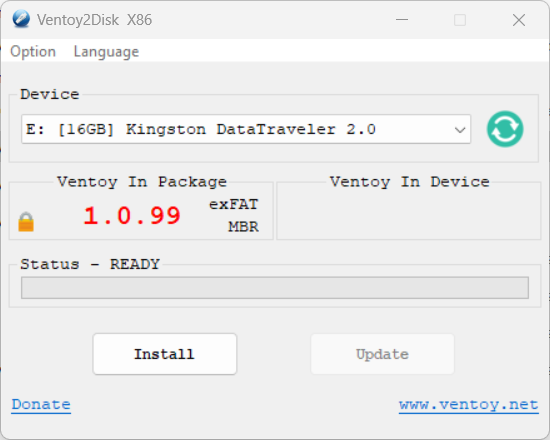 Ventoy2Disk X86
Option Language
Device
E: [16GB] Kingston DataTraveler 2.0
Ventoy In Package
1.0.99
exFAT
MBR
Ventoy In Device
Status - READY
Install Update
Donate www.ventoy.net